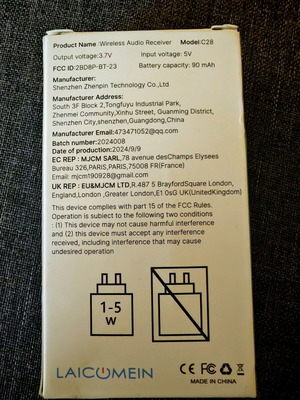 Product Name :Wireless Audio Receiver Model:C28
Output voltage:3.7V Input voltage: 5V
FCC ID:2BD8P-BT-23 Battery capacity: 90 mAh
Manufacturer:
Shenzhen Zhenpin Technology Co.,Ltd
Manufacturer Address:
South 3F Block 2,Tongfuyu Industrial Park,
Zhenmei Community,Xinhu Street, Guanming District,
Shenzhen City,shenzhen,Guangdong,China
Manufacturer Email:473471052@qq.com
Batch number:2024008
Date of production:2024/9/9
EC REP : MJCM SARL,78 avenue desChamps Elysees
Bureau 326,PARIS,PARIS,75008 FR(France)
Email: mjcm190928@gmail.com
UK REP : EU&MJCM LTD,R.487 5 BrayfordSquare London,
England,London ,Greater London,E1 0sG UK(UnitedKingdom)
This device complies with part 15 of the FCC Rules.
Operation is subject to the following two conditions
: (1) This device may not cause harmful interference
and (2) this device must accept any interference
received, including interference that may cause
undesired operation
1-5
W
LAICOMEIN
CE FC
MADE IN CHINA